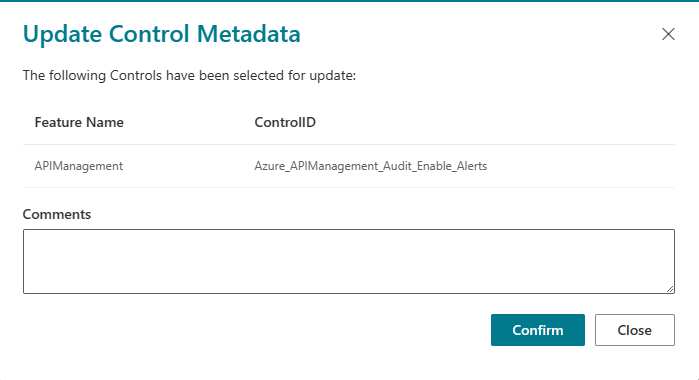 Update Control Metadata
The following Controls have been selected for update:
Feature Name ControlID
APIManagement Azure_APIManagement_Audit_Enable_Alerts
Comments
Confirm Close